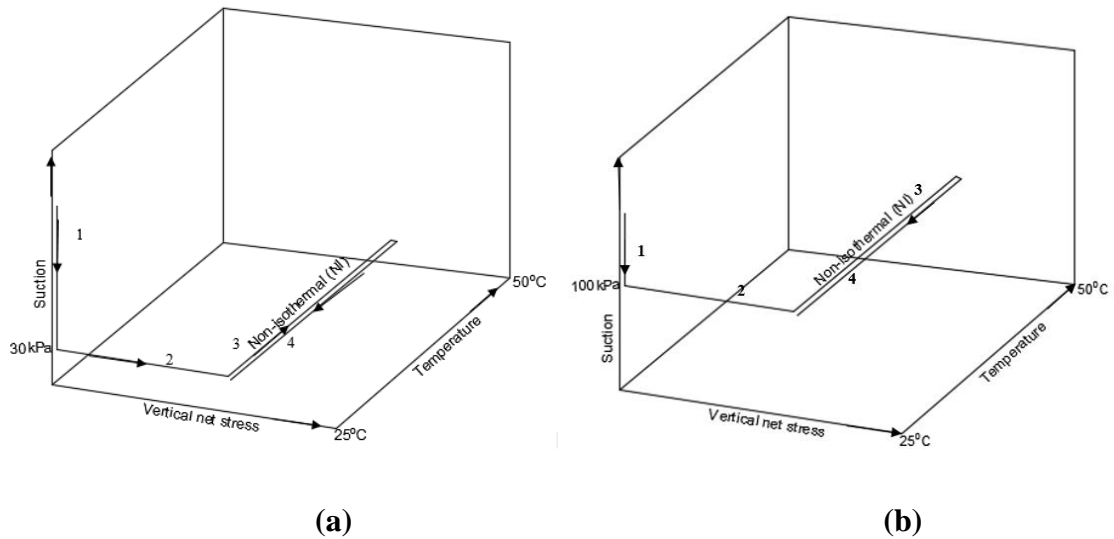 1
Suction
30 kPa
2
3
4
Non-isothermal (NI)
Vertical net stress
25°C
Temperature
50°C
(a)
1
Suction
100 kPa
2
3
4
Non-isothermal (NI)
Vertical net stress
25°C
Temperature
50°C
(b)